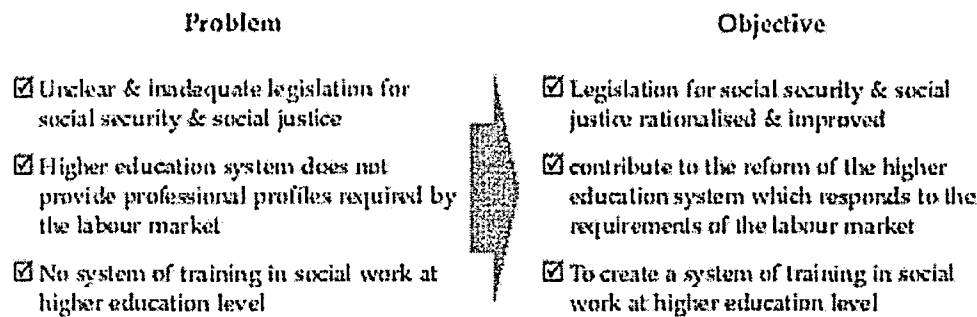 Problem
☑ Unclear & inadequate legislation for
social security & social justice
☑ Higher education system does not
provide professional profiles required by
the labour market
☑ No system of training in social work at
higher education level
Objective
☑ Legislation for social security & social
justice rationalised & improved
☑ contribute to the reform of the higher
education system which responds to the
requirements of the labour market
☑ To create a system of training in social
work at higher education level